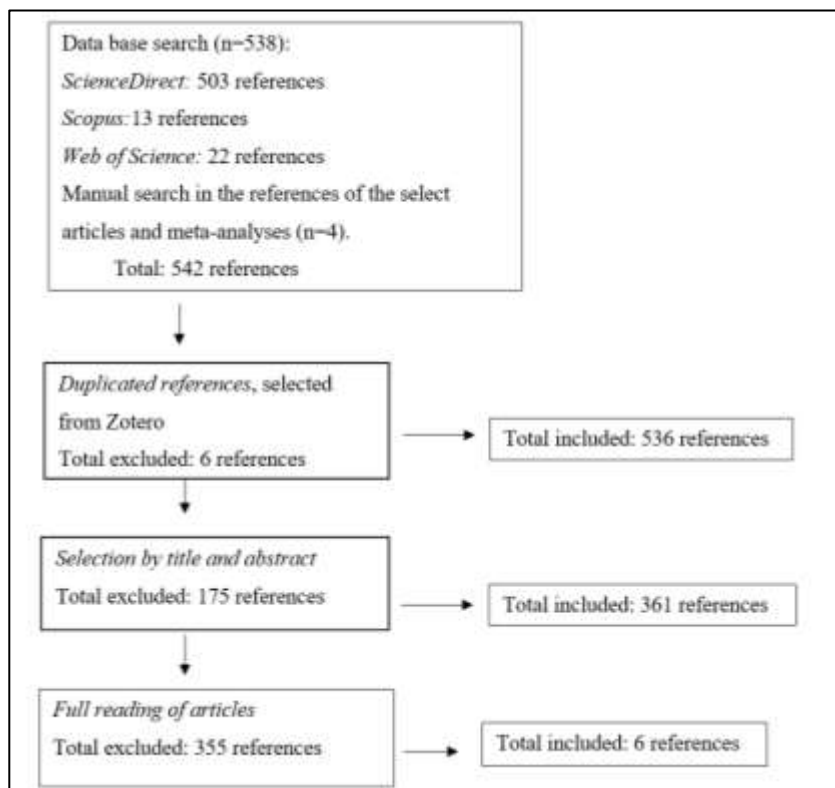 Data base search (n=538):
ScienceDirect: 503 references
Scopus: 13 references
Web of Science: 22 references
Manual search in the references of the select
articles and meta-analyses (n=4).
Total: 542 references
Duplicated references, selected
from Zotero
Total excluded: 6 references
Total included: 536 references
Selection by title and abstract
Total excluded: 175 references
Total included: 361 references
Full reading of articles
Total excluded: 355 references
Total included: 6 references